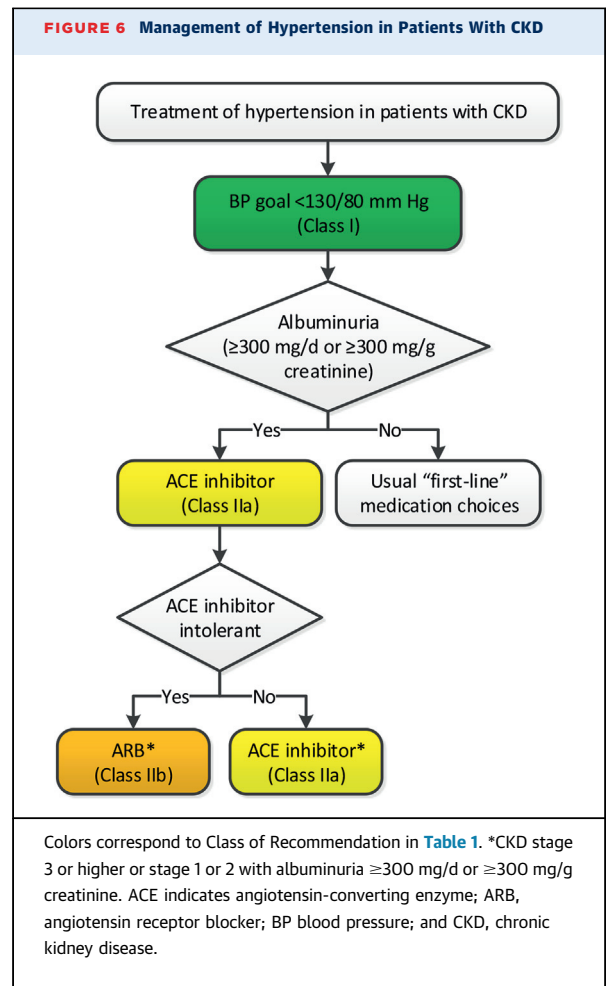 FIGURE 6 Management of Hypertension in Patients With CKD
Treatment of hypertension in patients with CKD
BP goal <130/80 mm Hg
(Class I)
Albuminuria
(≥300 mg/d or ≥300 mg/g
creatinine)
Yes
No
ACE inhibitor
(Class IIa)
Usual “first-line”
medication choices
ACE inhibitor
intolerant
Yes
No
ARB*
(Class IIb)
ACE inhibitor*
(Class IIa)
Colors correspond to Class of Recommendation in Table 1. *CKD stage
3 or higher or stage 1 or 2 with albuminuria ≥300 mg/d or ≥300 mg/g
creatinine. ACE indicates angiotensin-converting enzyme; ARB,
angiotensin receptor blocker; BP blood pressure; and CKD, chronic
kidney disease.